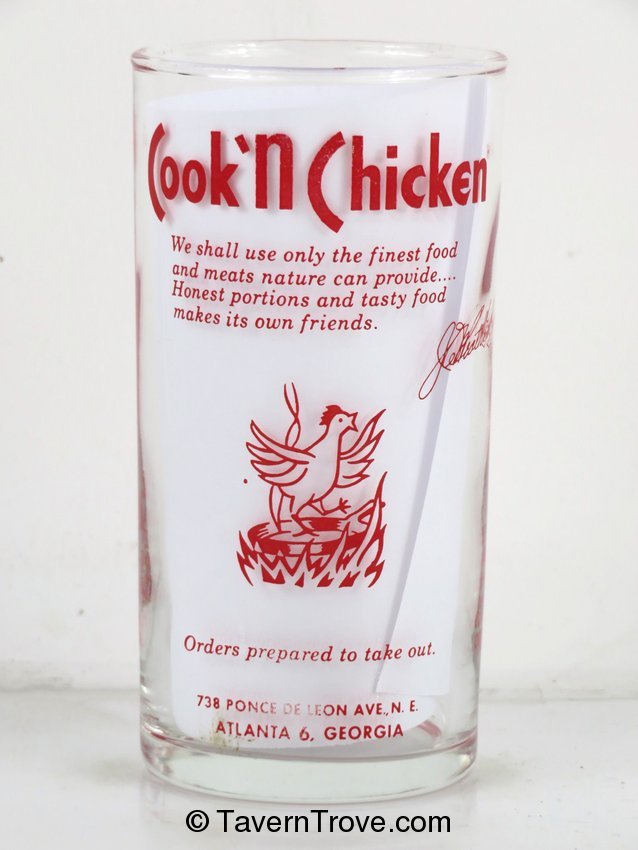 Cook'n Chicken
We shall use only the finest food
and meats nature can provide....
Honest portions and tasty food
makes its own friends.
Orders prepared to take out.
738 PONCE DE LEON AVE., N. E.
ATLANTA 6, GEORGIA
© TavernTrove.com